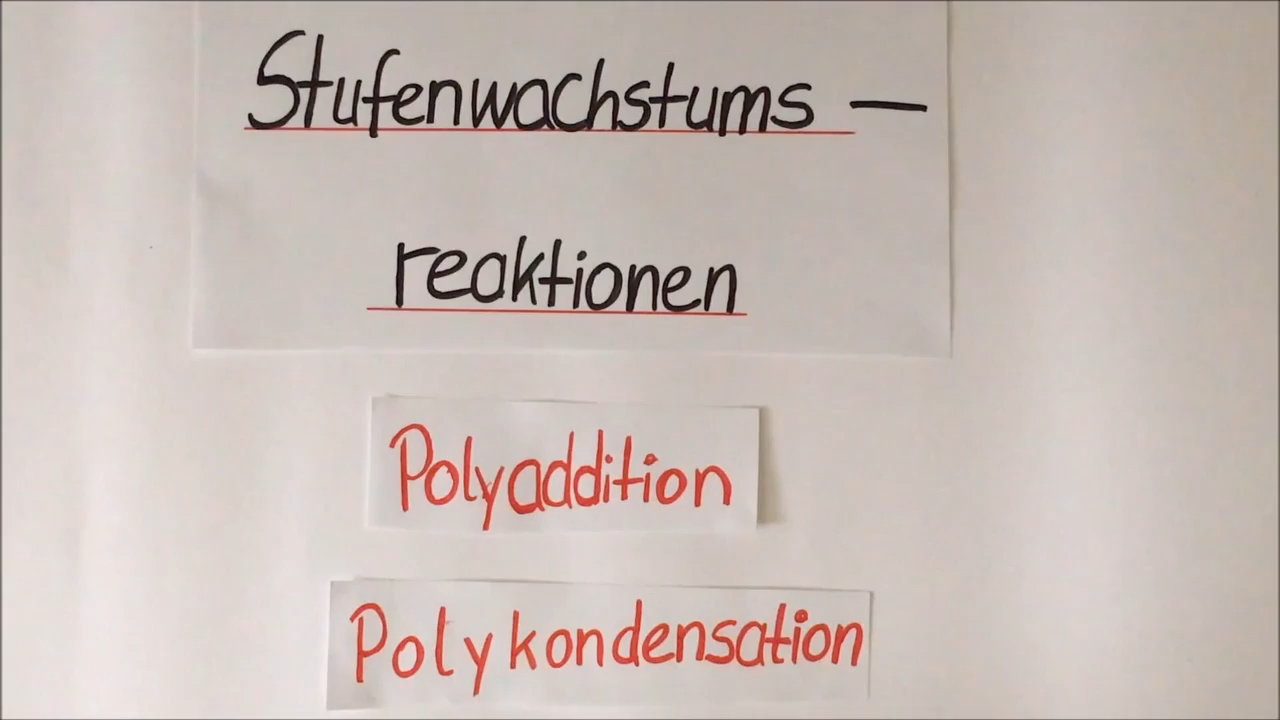 Stufenwachstums –
reaktionen
Polyaddition
Polykondensation